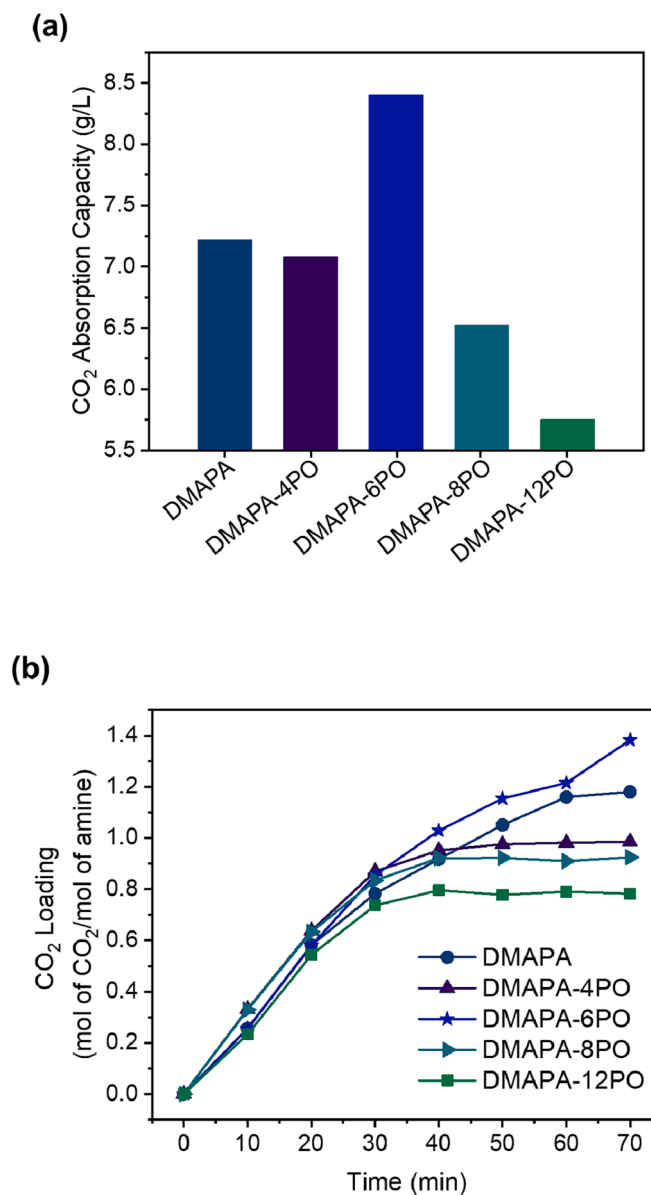 (a)
CO₂ Absorption Capacity (g/L)
8.5
8.0
7.5
7.0
6.5
6.0
5.5
DMAPA
DMAPA-4PO
DMAPA-6PO
DMAPA-8PO
DMAPA-12PO
(b)
CO₂ Loading
(mol of CO₂/mol of amine)
1.4
1.2
1.0
0.8
0.6
0.4
0.2
0.0
DMAPA
DMAPA-4PO
DMAPA-6PO
DMAPA-8PO
DMAPA-12PO
0 10 20 30 40 50 60 70
Time (min)